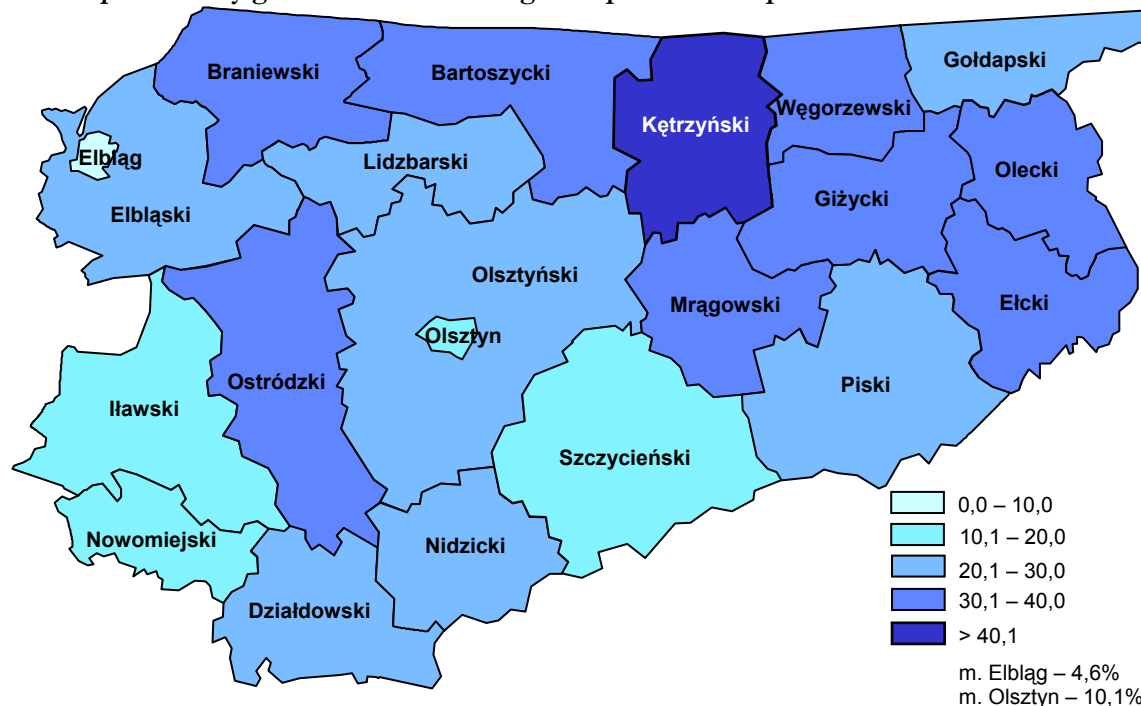 Gołdapski
Braniewski
Bartoszycki
Węgorzewski
Kętrzyński
Elbląg
Lidzbarski
Olecki
Giżycki
Elbląski
Olsztyński
Ełcki
Mrągowski
Olsztyn
Ostródzki
Piski
Iławski
Szczycieński
0,0 – 10,0
10,1 – 20,0
Nowomiejski
Nidzicki
20,1 – 30,0
30,1 – 40,0
Działdowski
> 40,1
m. Elbląg – 4,6%
m. Olsztyn – 10,1%